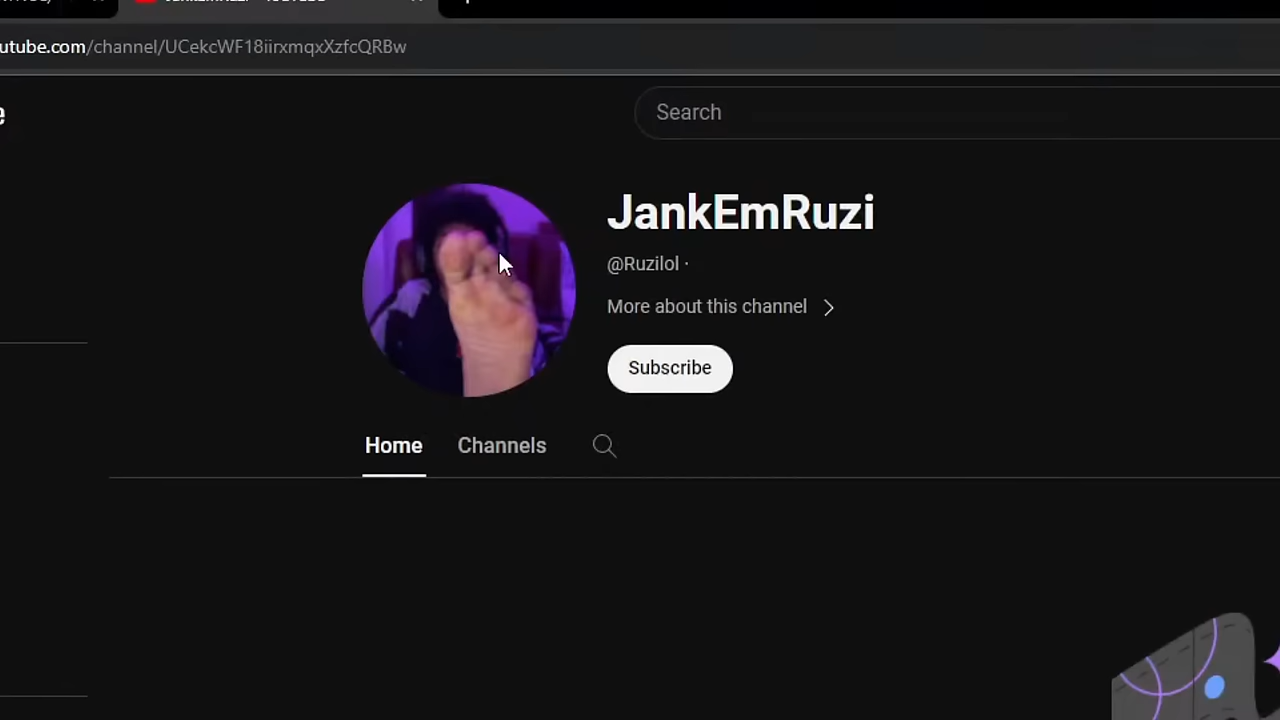 utube.com/channel/UCekcWF18iirxmqxXzfcQRBw
e
Search
JankEmRuzi
@Ruzilol ·
More about this channel
Subscribe
Home Channels